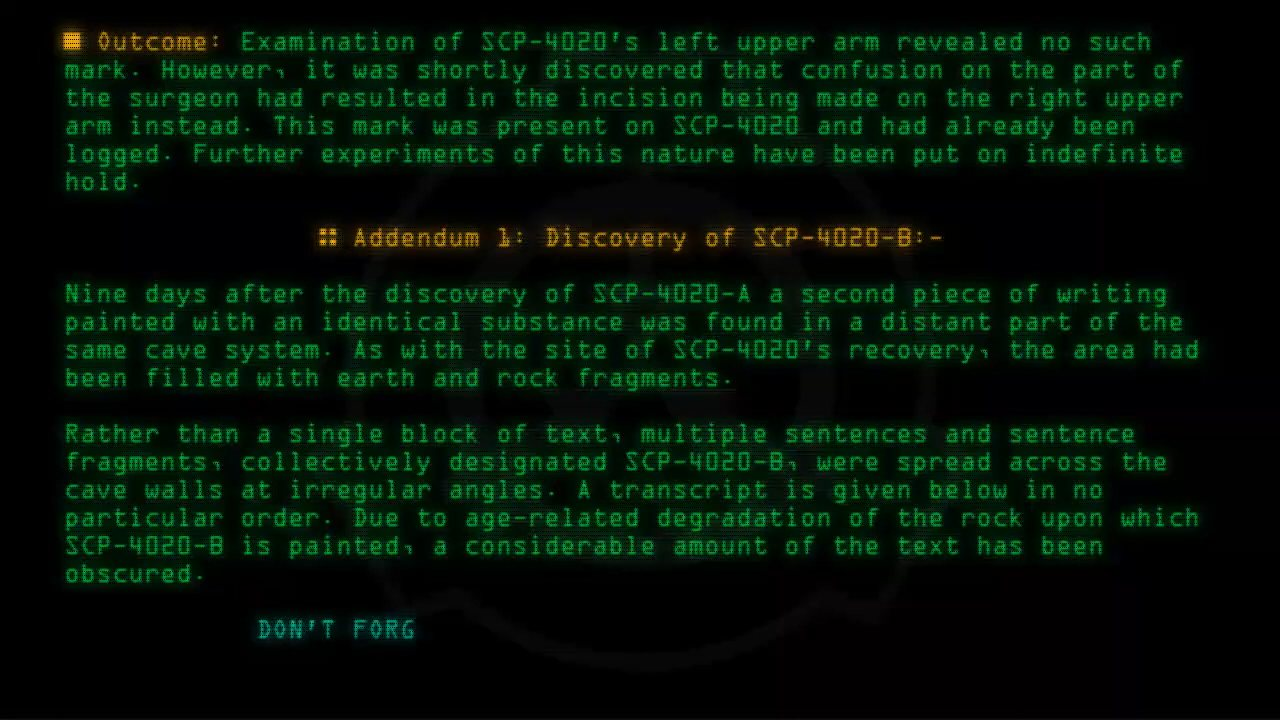 ■ Outcome: Examination of SCP-4020's left upper arm revealed no such
mark. However, it was shortly discovered that confusion on the part of
the surgeon had resulted in the incision being made on the right upper
arm instead. This mark was present on SCP-4020 and had already been
logged. Further experiments of this nature have been put on indefinite
hold.
:: Addendum 1: Discovery of SCP-4020-B:-
Nine days after the discovery of SCP-4020-A a second piece of writing
painted with an identical substance was found in a distant part of the
same cave system. As with the site of SCP-4020's recovery, the area had
been filled with earth and rock fragments.
Rather than a single block of text, multiple sentences and sentence
fragments, collectively designated SCP-4020-B, were spread across the
cave walls at irregular angles. A transcript is given below in no
particular order. Due to age-related degradation of the rock upon which
SCP-4020-B is painted, a considerable amount of the text has been
obscured.
DON'T FORG